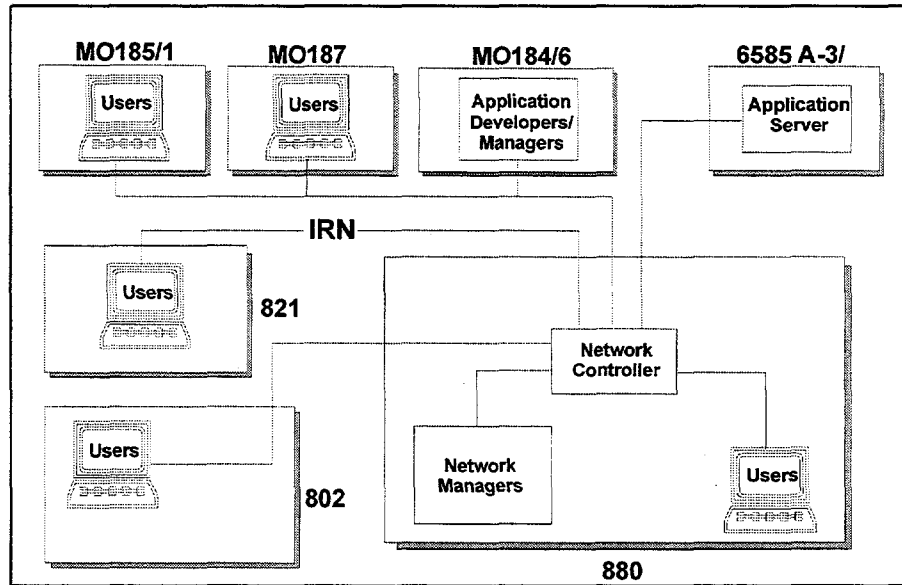 MO185/1
MO187
MO184/6
6585 A-3/
Users
Users
Application
Developers/
Managers
Application
Server
IRN
Users
821
Network
Controller
Users
802
Network
Managers
Users
880